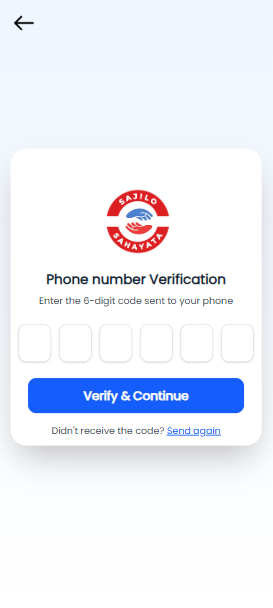 SAJILO
SAHAYATA
Phone number Verification
Enter the 6-digit code sent to your phone
Verify & Continue
Didn't receive the code? Send again